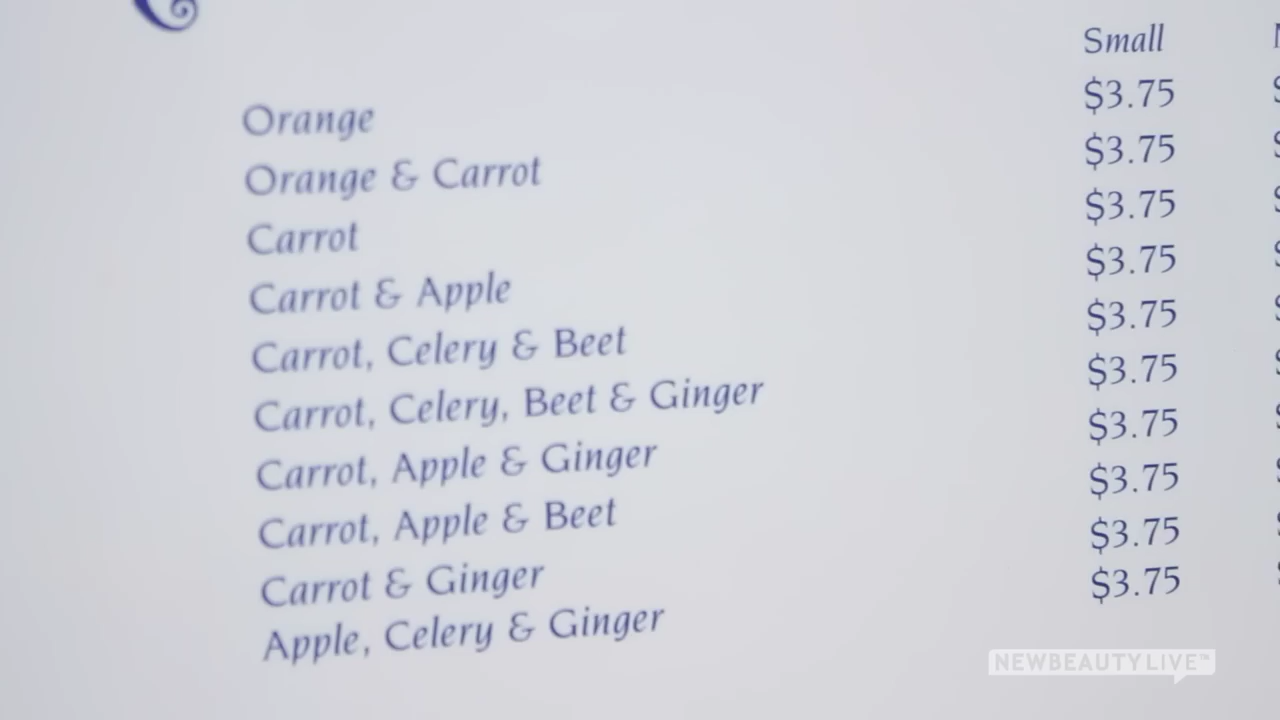 Small
Orange $3.75
Orange & Carrot $3.75
Carrot $3.75
Carrot & Apple $3.75
Carrot, Celery & Beet $3.75
Carrot, Celery, Beet & Ginger $3.75
Carrot, Apple & Ginger $3.75
Carrot, Apple & Beet $3.75
Carrot & Ginger $3.75
Apple, Celery & Ginger $3.75
NEWBEAUTYLIVE™